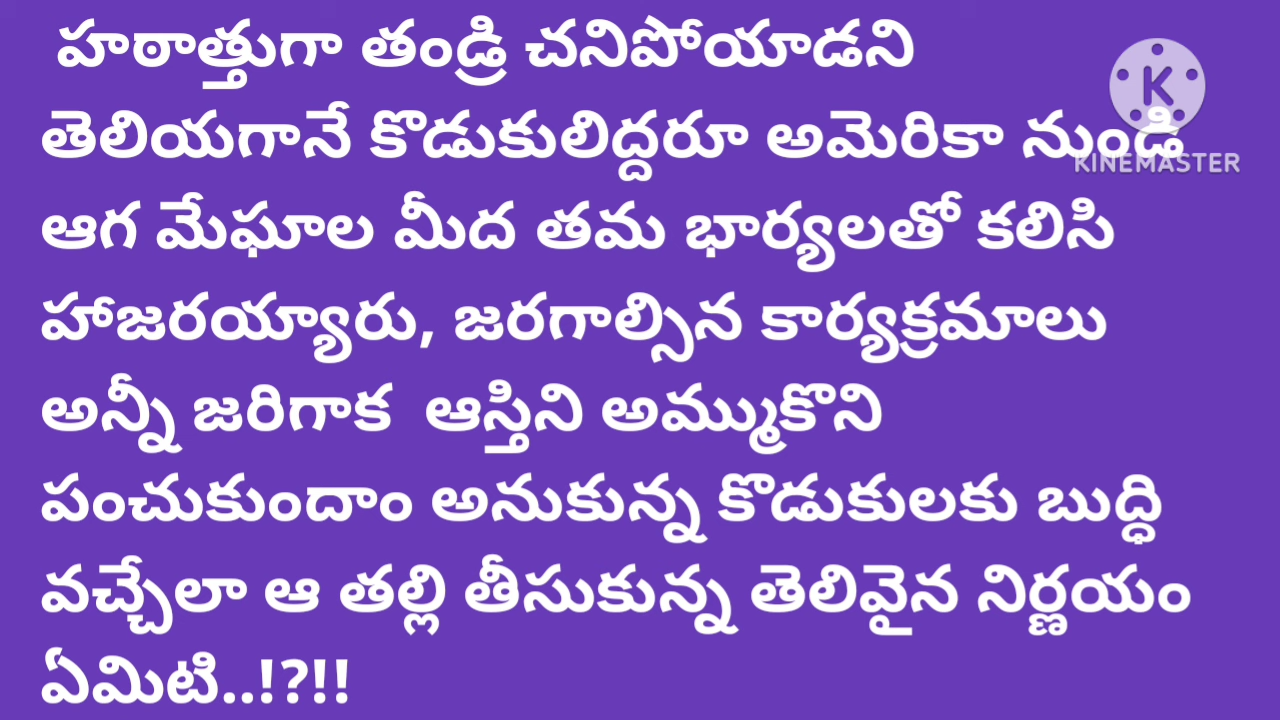 హఠాత్తుగా తండ్రి చనిపోయాడని
తెలియగానే కొడుకులిద్దరూ అమెరికా నుండి
ఆగ మేఘాల మీద తమ భార్యలతో కలిసి
హాజరయ్యారు, జరగాల్సిన కార్యక్రమాలు
అన్నీ జరిగాక ఆస్తిని అమ్ముకొని
పంచుకుందాం అనుకున్న కొడుకులకు బుద్ధి
వచ్చేలా ఆ తల్లి తీసుకున్న తెలివైన నిర్ణయం
ఏమిటి..!?!!
K
KINEMASTER